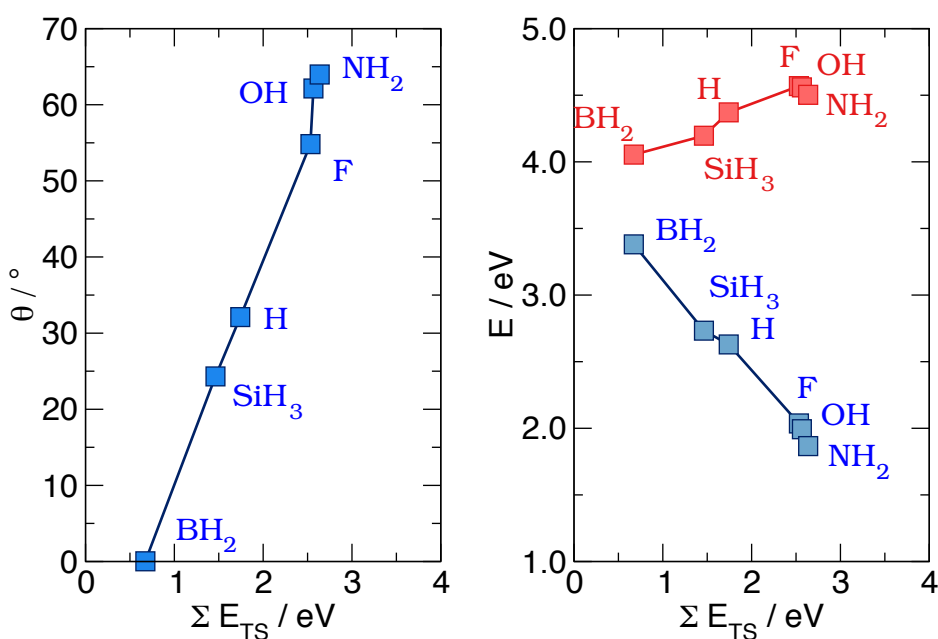 70
60
50
40
30
20
10
0
θ / °
OH
NH2
F
H
SiH3
BH2
0 1 2 3 4
Σ ETS / eV
5.0
4.0
3.0
2.0
1.0
E / eV
F
OH
H
NH2
BH2
SiH3
BH2
SiH3
H
F
OH
NH2
0 1 2 3 4
Σ ETS / eV